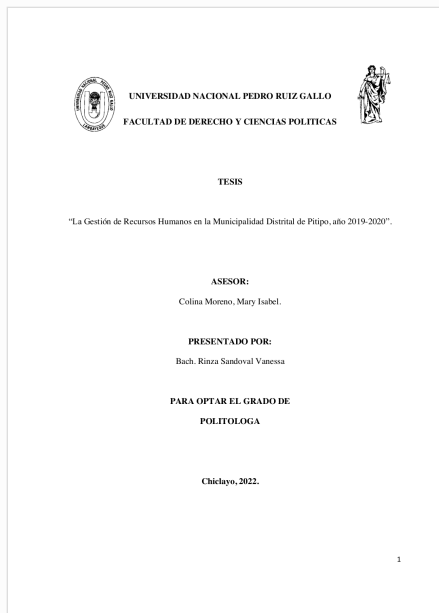 UNIVERSIDAD NACIONAL PEDRO RUIZ GALLO
FACULTAD DE DERECHO Y CIENCIAS POLITICAS
TESIS
“La Gestión de Recursos Humanos en la Municipalidad Distrital de Pitipo, año 2019-2020”.
ASESOR:
Colina Moreno, Mary Isabel.
PRESENTADO POR:
Bach. Rinza Sandoval Vanessa
PARA OPTAR EL GRADO DE
POLITOLOGA
Chiclayo, 2022.
1